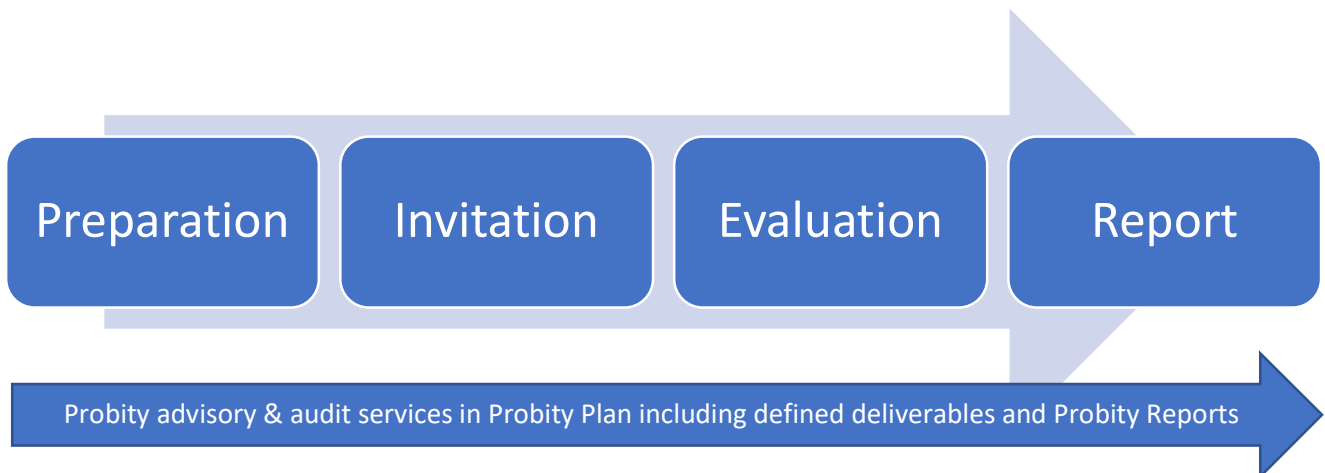 Preparation
Invitation
Evaluation
Report
Probity advisory & audit services in Probity Plan including defined deliverables and Probity Reports